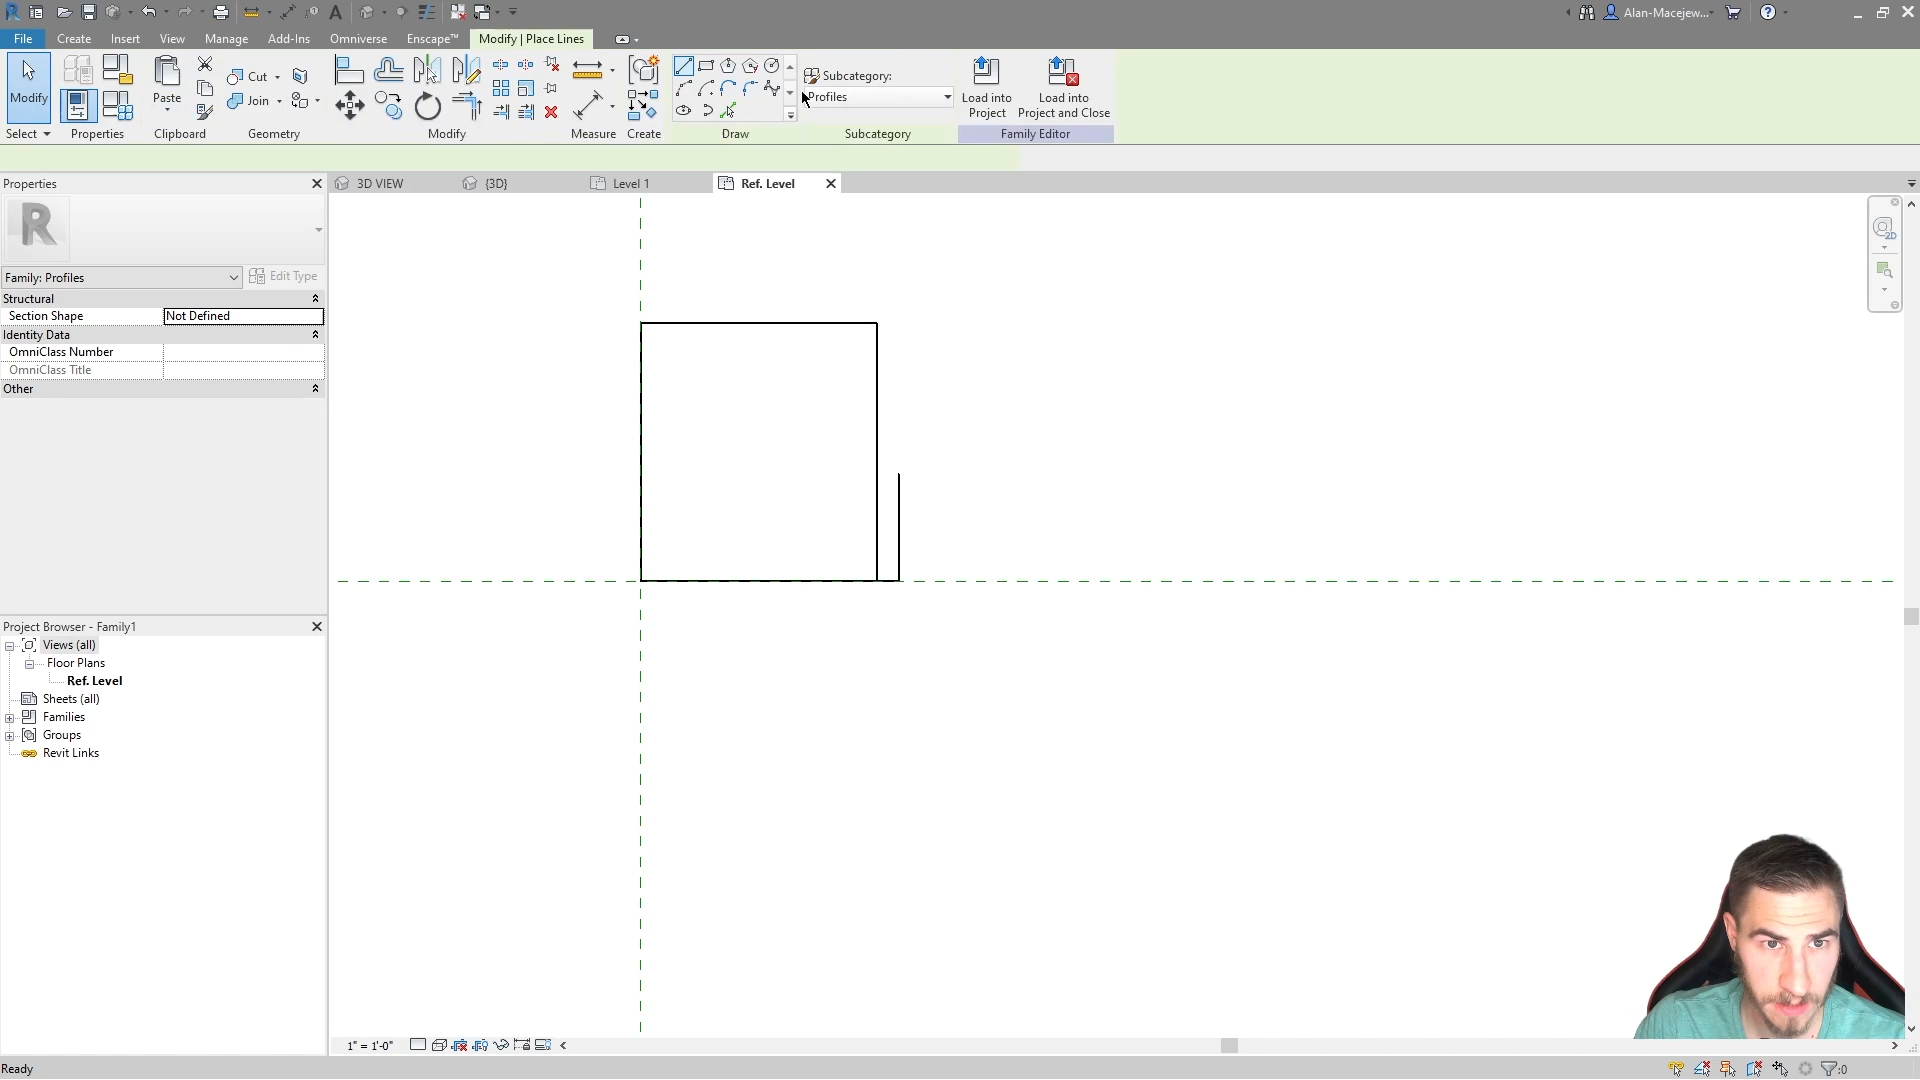 Alan-Macejew...
File Create Insert View Manage Add-Ins Omniverse Enscape™ Modify | Place Lines
Modify
Paste
Cut
Join
Subcategory:
Profiles
Load into
Project
Load into
Project and Close
Select Properties Clipboard Geometry Modify Measure Create Draw Subcategory Family Editor
Properties
3D VIEW {3D} Level 1 Ref. Level
Family: Profiles Edit Type
Structural
Section Shape Not Defined
Identity Data
OmniClass Number
OmniClass Title
Other
Project Browser - Family1
Views (all)
Floor Plans
Ref. Level
Sheets (all)
Families
Groups
Revit Links
1" = 1'-0"
Ready
:0